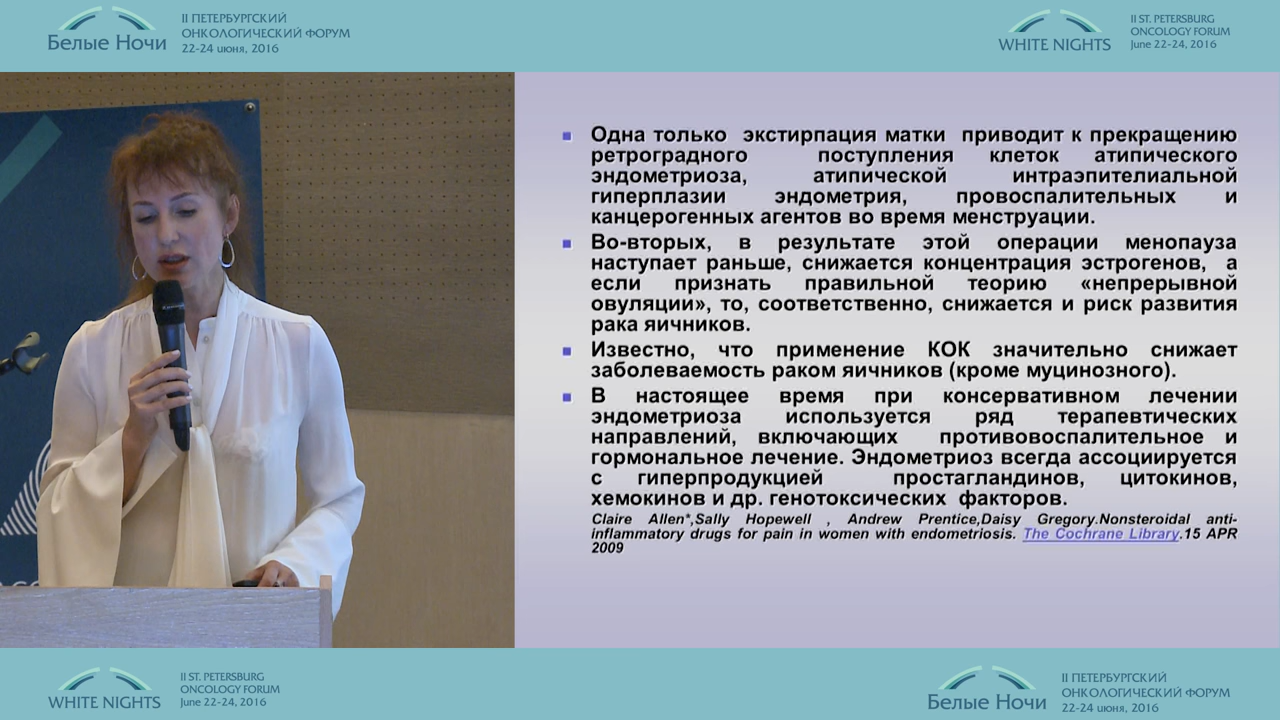 Белые Ночи
II ПЕТЕРБУРГСКИЙ
ОНКОЛОГИЧЕСКИЙ ФОРУМ
22-24 июня, 2016
WHITE NIGHTS
II ST. PETERSBURG
ONCOLOGY FORUM
June 22-24, 2016
Одна только экстирпация матки приводит к прекращению
ретроградного поступления клеток атипического
эндометриоза, атипической интраэпителиальной
гиперплазии эндометрия, провоспалительных и
канцерогенных агентов во время менструации.
Во-вторых, в результате этой операции менопауза
наступает раньше, снижается концентрация эстрогенов, а
если признать правильной теорию «непрерывной
овуляции», то, соответственно, снижается и риск развития
рака яичников.
Известно, что применение КОК значительно снижает
заболеваемость раком яичников (кроме муцинозного).
В настоящее время при консервативном лечении
эндометриоза используется ряд терапевтических
направлений, включающих противовоспалительное и
гормональное лечение. Эндометриоз всегда ассоциируется
с гиперпродукцией простагландинов, цитокинов,
хемокинов и др. генотоксических факторов.
Claire Allen*,Sally Hopewell , Andrew Prentice,Daisy Gregory.Nonsteroidal anti-
inflammatory drugs for pain in women with endometriosis. The Cochrane Library.15 APR
2009
WHITE NIGHTS
II ST. PETERSBURG
ONCOLOGY FORUM
June 22-24, 2016
Белые Ночи
II ПЕТЕРБУРГСКИЙ
ОНКОЛОГИЧЕСКИЙ ФОРУМ
22-24 июня, 2016